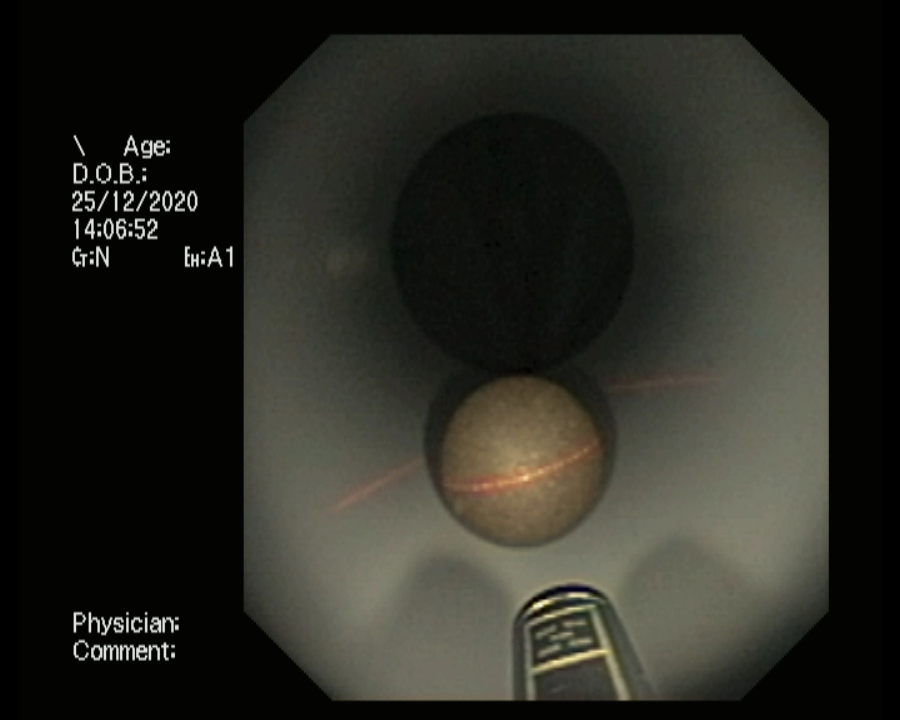 \ Age:
D.O.B.:
25/12/2020
14:06:52
Cr:N EH:A1
Physician:
Comment: